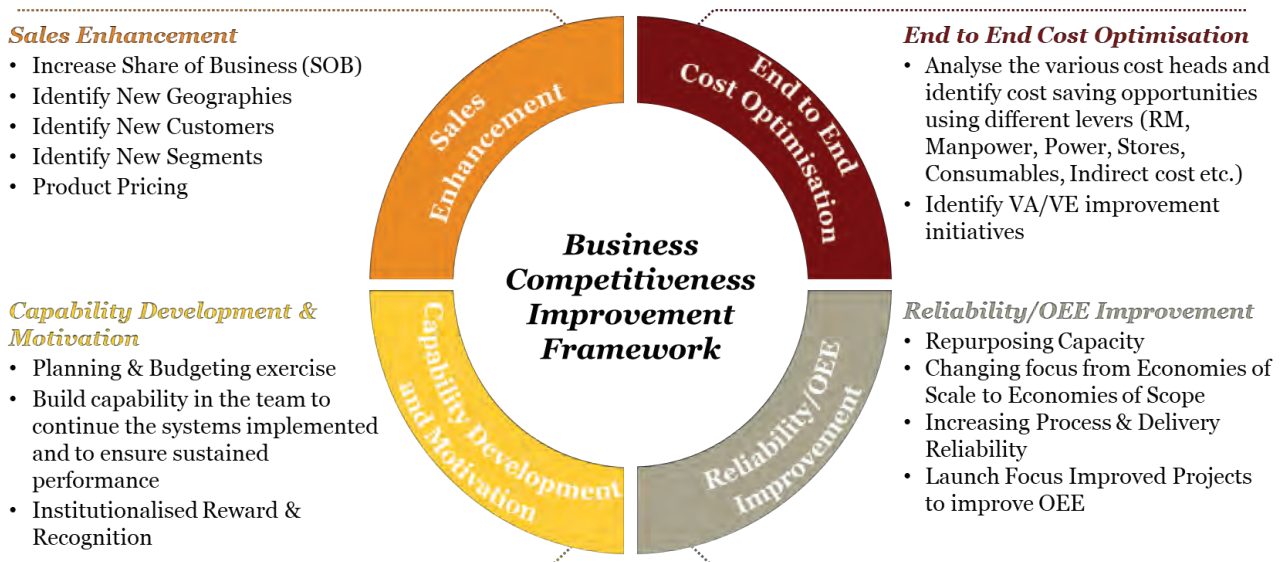 Sales Enhancement
• Increase Share of Business (SOB)
• Identify New Geographies
• Identify New Customers
• Identify New Segments
• Product Pricing
Sales
Enhancement
End to End
Cost Optimisation
End to End Cost Optimisation
• Analyse the various cost heads and
identify cost saving opportunities
using different levers (RM,
Manpower, Power, Stores,
Consumables, Indirect cost etc.)
• Identify VA/VE improvement
initiatives
Business
Competitiveness
Improvement
Framework
Capability Development &
Motivation
• Planning & Budgeting exercise
• Build capability in the team to
continue the systems implemented
and to ensure sustained
performance
• Institutionalised Reward &
Recognition
Capability Development
and Motivation
Reliability/OEE
Improvement
Reliability/OEE Improvement
• Repurposing Capacity
• Changing focus from Economies of
Scale to Economies of Scope
• Increasing Process & Delivery
Reliability
• Launch Focus Improved Projects
to improve OEE